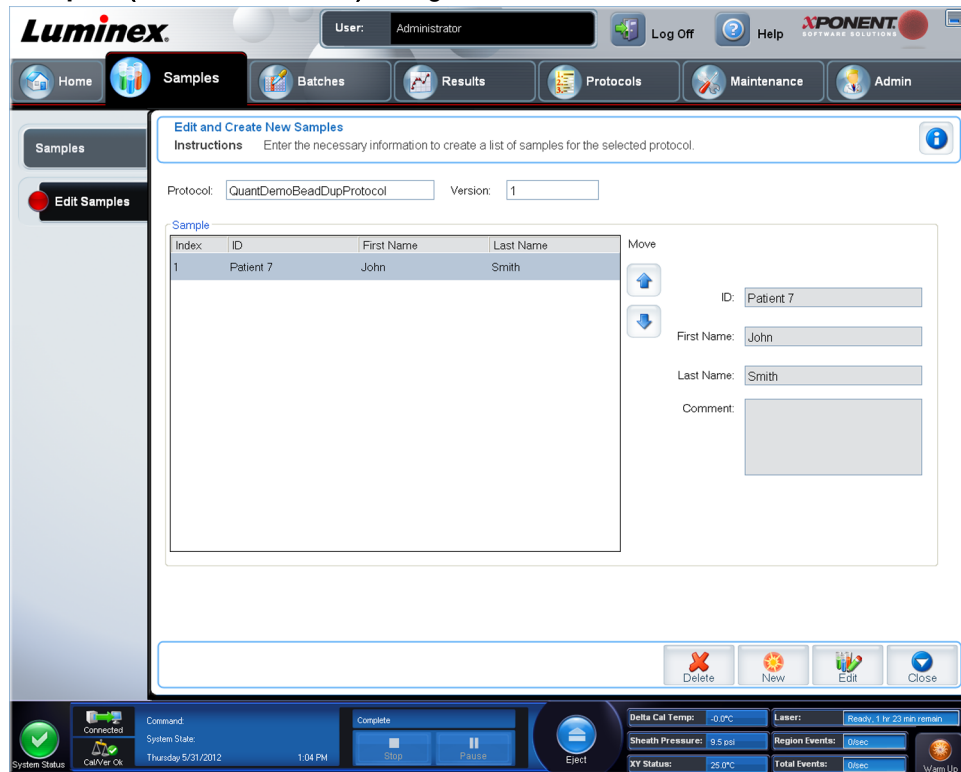 Luminex.
User: Administrator
Log Off
Help
XPONENT.
SOFTWARE SOLUTIONS
Home
Samples
Batches
Results
Protocols
Maintenance
Admin
Samples
Edit Samples
Edit and Create New Samples
Instructions Enter the necessary information to create a list of samples for the selected protocol.
Protocol: QuantDemoBeadDupProtocol Version: 1
Sample
Index ID First Name Last Name
1 Patient 7 John Smith
Move
ID: Patient 7
First Name: John
Last Name: Smith
Comment:
Delete
New
Edit
Close
System Status
Connected
Cal/Ver Ok
Command:
System State:
Thursday 5/31/2012 1:04 PM
Complete
Stop
Pause
Eject
Delta Cal Temp: -0.0°C
Sheath Pressure: 9.5 psi
XY Status: 25.0°C
Laser: Ready, 1 hr 23 min remain
Region Events: 0/sec
Total Events: 0/sec
Warm Up